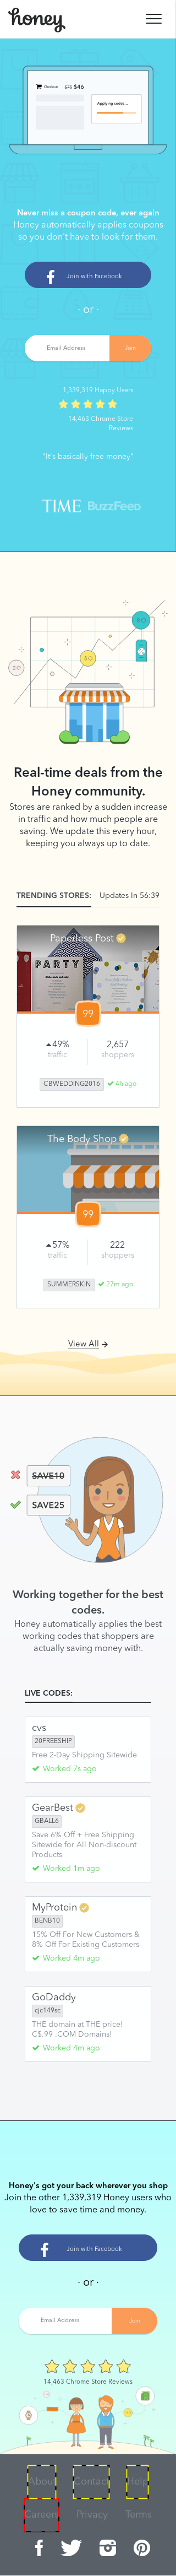 honey
Checkout $75 $46
Applying codes...
Never miss a coupon code, ever again
Honey automatically applies coupons
so you don't have to look for them.
Join with Facebook
· or ·
Email Address Join
1,339,319 Happy Users
14,463 Chrome Store
Reviews
"It's basically free money"
TIME BuzzFeed
Real-time deals from the
Honey community.
Stores are ranked by a sudden increase
in traffic and how much people are
saving. We update this every hour,
keeping you always up to date.
TRENDING STORES: Updates In 56:39
Paperless Post
PARTY
99
49% 2,657
traffic shoppers
CBWEDDING2016 4h ago
The Body Shop
99
57% 222
traffic shoppers
SUMMERSKIN 27m ago
View All
SAVE10
SAVE25
Working together for the best
codes.
Honey automatically applies the best
working codes that shoppers are
actually saving money with.
LIVE CODES:
CVS
20FREESHIP
Free 2-Day Shipping Sitewide
Worked 7s ago
GearBest
GBALL6
Save 6% Off + Free Shipping
Sitewide for All Non-discount
Products
Worked 1m ago
MyProtein
BENB10
15% Off For New Customers &
8% Off For Existing Customers
Worked 4m ago
GoDaddy
cjc149sc
THE domain at THE price!
C$.99 .COM Domains!
Worked 4m ago
Honey's got your back wherever you shop
Join the other 1,339,319 Honey users who
love to save time and money.
Join with Facebook
· or ·
Email Address Join
14,463 Chrome Store Reviews
About Contact Help
Careers Privacy Terms